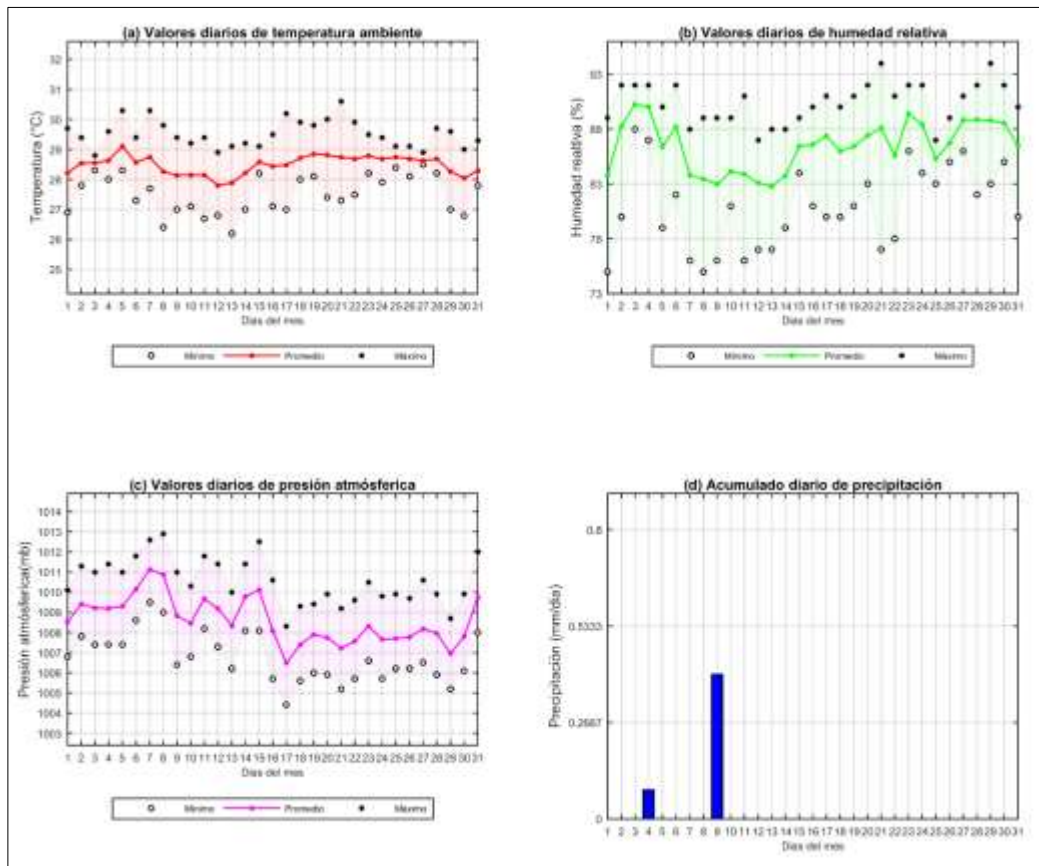 (a) Valores diarios de temperatura ambiente
32
31
30
29
28
27
26
25
Temperatura (°C)
1 2 3 4 5 6 7 8 9 10 11 12 13 14 15 16 17 18 19 20 21 22 23 24 25 26 27 28 29 30 31
Dias del mes
Mínimo Promedio Máximo
(b) Valores diarios de humedad relativa
93
88
83
78
73
Humedad realtiva (%)
1 2 3 4 5 6 7 8 9 10 11 12 13 14 15 16 17 18 19 20 21 22 23 24 25 26 27 28 29 30 31
Dias del mes
Mínimo Promedio Máximo
(c) Valores diarios de presión atmósferica
1014
1013
1012
1011
1010
1009
1008
1007
1006
1005
1004
1003
Presión atmósferica(mb)
1 2 3 4 5 6 7 8 9 10 11 12 13 14 15 16 17 18 19 20 21 22 23 24 25 26 27 28 29 30 31
Dias del mes
Mínimo Promedio Máximo
(d) Acumulado diario de precipitación
0.8
0.5333
0.2667
0
Precipitación (mm/dia)
1 2 3 4 5 6 7 8 9 10 11 12 13 14 15 16 17 18 19 20 21 22 23 24 25 26 27 28 29 30 31
Dias del mes